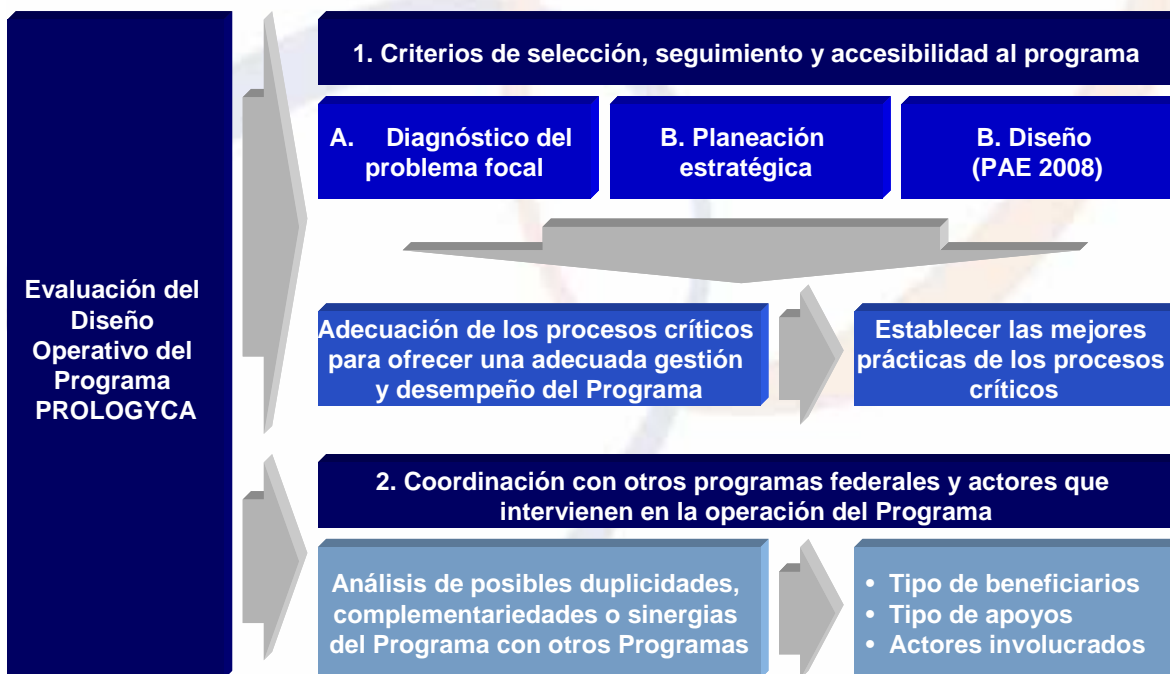 Evaluación del
Diseño
Operativo del
Programa
PROLOGYCA
1. Criterios de selección, seguimiento y accesibilidad al programa
A. Diagnóstico del
problema focal
B. Planeación
estratégica
B. Diseño
(PAE 2008)
Adecuación de los procesos críticos
para ofrecer una adecuada gestión
y desempeño del Programa
Establecer las mejores
prácticas de los procesos
críticos
2. Coordinación con otros programas federales y actores que
intervienen en la operación del Programa
Análisis de posibles duplicidades,
complementariedades o sinergias
del Programa con otros Programas
• Tipo de beneficiarios
• Tipo de apoyos
• Actores involucrados